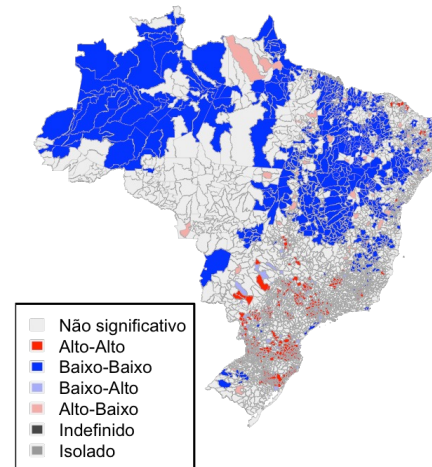 Não significativo
Alto-Alto
Baixo-Baixo
Baixo-Alto
Alto-Baixo
Indefinido
Isolado